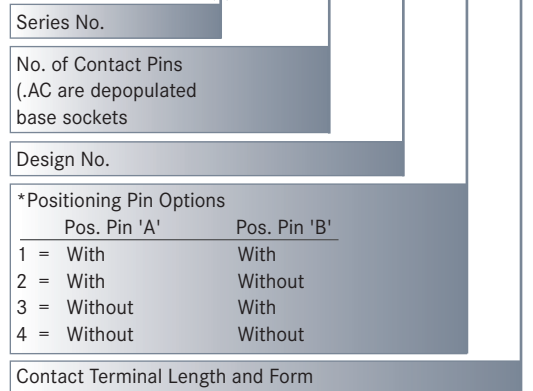 Series No.
No. of Contact Pins
(.AC are depopulated
base sockets
Design No.
*Positioning Pin Options
Pos. Pin 'A' Pos. Pin 'B'
1 = With With
2 = With Without
3 = Without With
4 = Without Without
Contact Terminal Length and Form